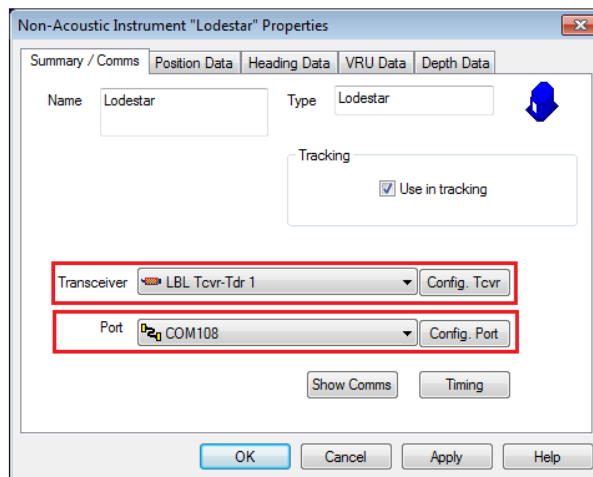 Non-Acoustic Instrument "Lodestar" Properties
Summary / Comms Position Data Heading Data VRU Data Depth Data
Name Lodestar Type Lodestar
Tracking
Use in tracking
Transceiver LBL Tcvr-Tdr 1 Config. Tcvr
Port COM108 Config. Port
Show Comms Timing
OK Cancel Apply Help